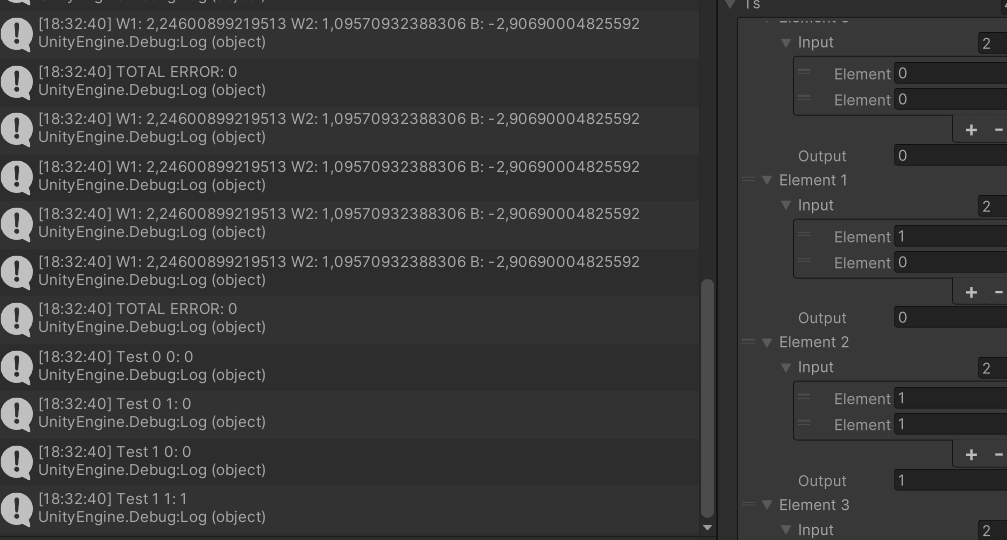 [18:32:40] W1: 2,24600899219513 W2: 1,09570932388306 B: -2,90690004825592
UnityEngine.Debug:Log (object)
[18:32:40] TOTAL ERROR: 0
UnityEngine.Debug:Log (object)
[18:32:40] W1: 2,24600899219513 W2: 1,09570932388306 B: -2,90690004825592
UnityEngine.Debug:Log (object)
[18:32:40] W1: 2,24600899219513 W2: 1,09570932388306 B: -2,90690004825592
UnityEngine.Debug:Log (object)
[18:32:40] W1: 2,24600899219513 W2: 1,09570932388306 B: -2,90690004825592
UnityEngine.Debug:Log (object)
[18:32:40] W1: 2,24600899219513 W2: 1,09570932388306 B: -2,90690004825592
UnityEngine.Debug:Log (object)
[18:32:40] TOTAL ERROR: 0
UnityEngine.Debug:Log (object)
[18:32:40] Test 0 0: 0
UnityEngine.Debug:Log (object)
[18:32:40] Test 0 1: 0
UnityEngine.Debug:Log (object)
[18:32:40] Test 1 0: 0
UnityEngine.Debug:Log (object)
[18:32:40] Test 1 1: 1
UnityEngine.Debug:Log (object)
Ts
Input 2
Element 0
Element 0
+ -
Output 0
Element 1
Input 2
Element 1
Element 0
+ -
Output 0
Element 2
Input 2
Element 1
Element 1
+ -
Output 1
Element 3
Input 2